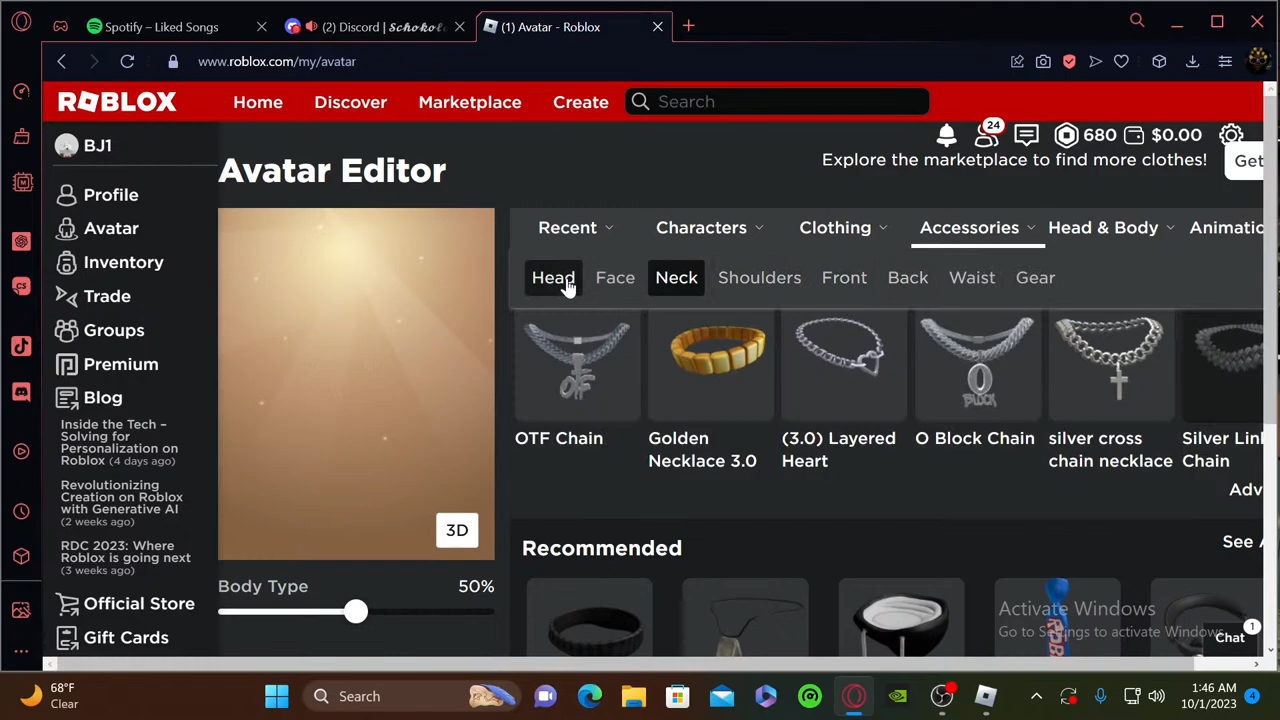 Spotify – Liked Songs
(2) Discord |
(1) Avatar - Roblox
www.roblox.com/my/avatar
ROBLOX
Home
Discover
Marketplace
Create
Search
BJ1
24
680
$0.00
Explore the marketplace to find more clothes!
Get
Avatar Editor
Profile
Avatar
Inventory
Trade
Groups
Premium
Blog
Inside the Tech –
Solving for
Personalization on
Roblox (4 days ago)
Revolutionizing
Creation on Roblox
with Generative AI
(2 weeks ago)
RDC 2023: Where
Roblox is going next
(3 weeks ago)
Official Store
Gift Cards
3D
Body Type
50%
Recent
Characters
Clothing
Accessories
Head & Body
Animatio
Head
Face
Neck
Shoulders
Front
Back
Waist
Gear
OTF Chain
Golden
Necklace 3.0
(3.0) Layered
Heart
O Block Chain
silver cross
chain necklace
Silver Lin
Chain
Adv
Recommended
See A
Activate Windows
Go to Settings to activate Windows.
Chat
1
68°F
Clear
Search
1:46 AM
10/1/2023
4